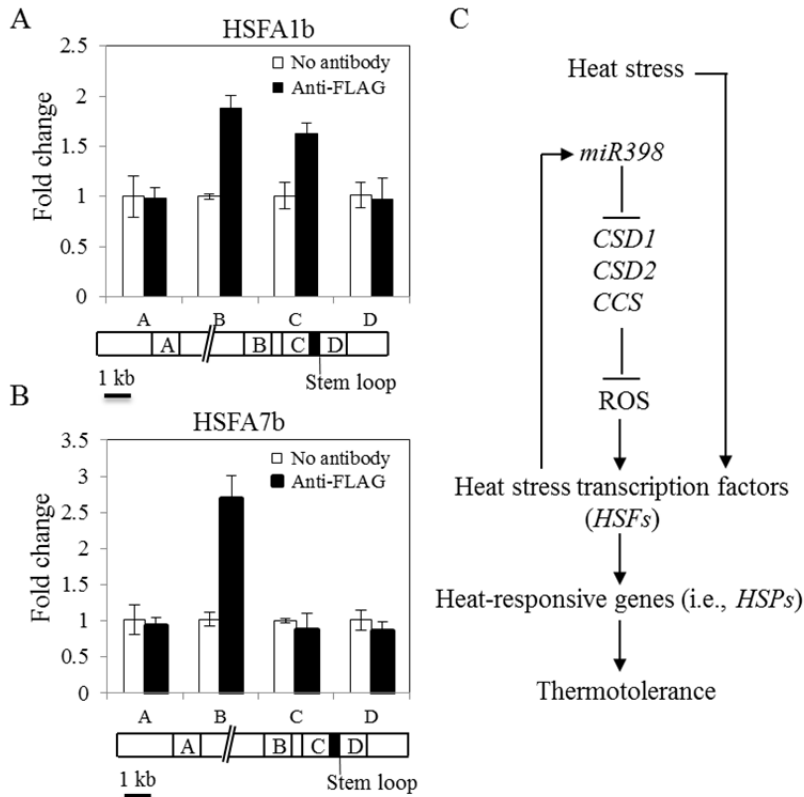 A
HSFA1b
2.5
2
1.5
1
0.5
0
Fold change
No antibody
Anti-FLAG
A B C D
A B C D
1 kb
Stem loop
B
HSFA7b
3.5
3
2.5
2
1.5
1
0.5
0
Fold change
No antibody
Anti-FLAG
A B C D
A B C D
1 kb
Stem loop
C
Heat stress
miR398
CSD1
CSD2
CCS
ROS
Heat stress transcription factors
(HSFs)
Heat-responsive genes (i.e., HSPs)
Thermotolerance